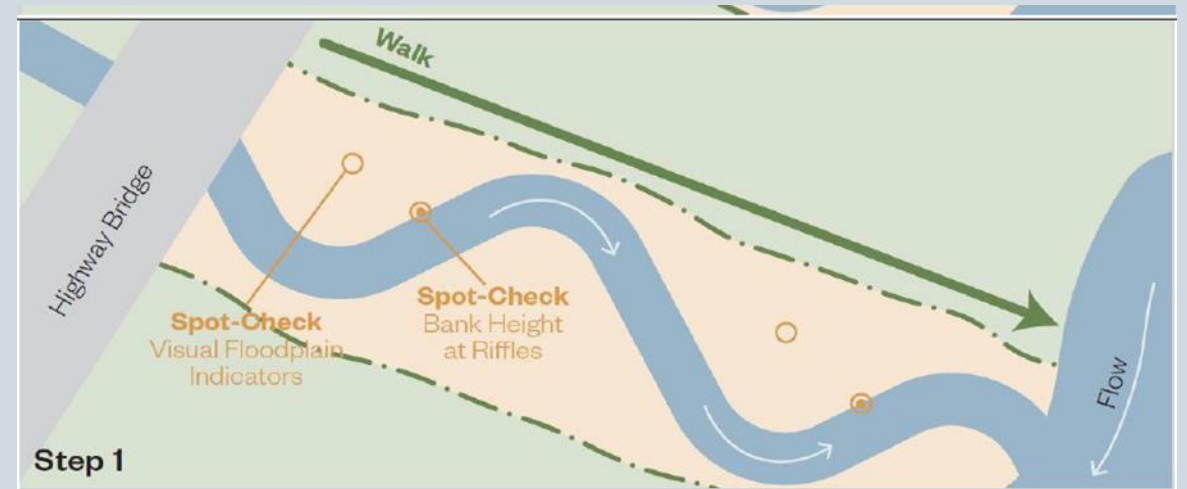 Walk
Highway Bridge
Spot-Check
Visual Floodplain
Indicators
Spot-Check
Bank Height
at Riffles
Flow
Step 1